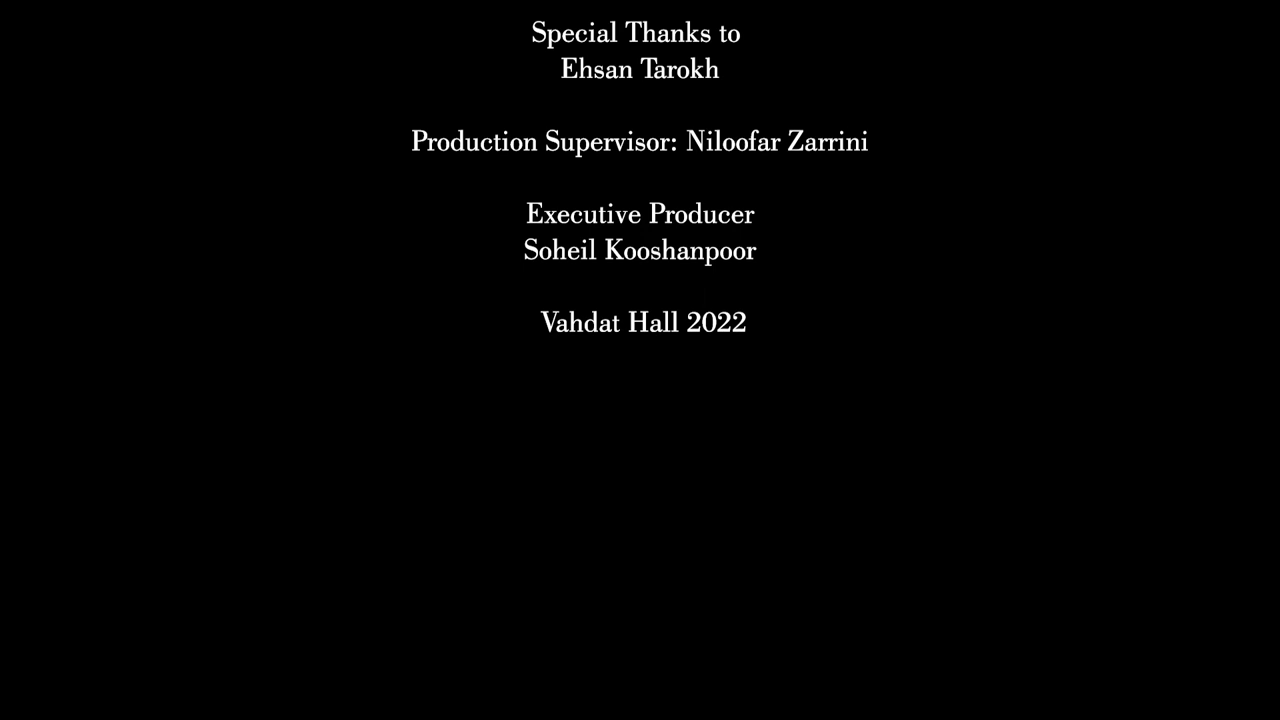 Special Thanks to
Ehsan Tarokh
Production Supervisor: Niloofar Zarrini
Executive Producer
Soheil Kooshanpoor
Vahdat Hall 2022